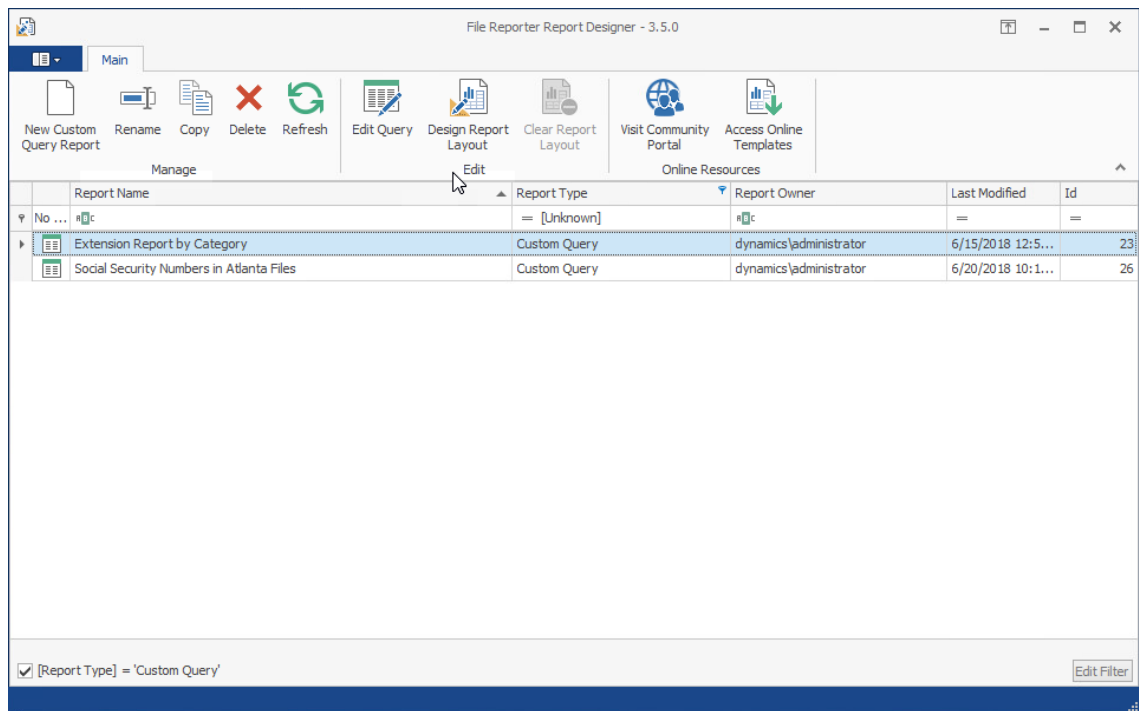 File Reporter Report Designer - 3.5.0
Main
New Custom Query Report
Rename
Copy
Delete
Refresh
Edit Query
Design Report Layout
Clear Report Layout
Visit Community Portal
Access Online Templates
Manage
Edit
Online Resources
Report Name
Report Type
Report Owner
Last Modified
Id
No ... = [Unknown] = =
Extension Report by Category Custom Query dynamics\administrator 6/15/2018 12:5... 23
Social Security Numbers in Atlanta Files Custom Query dynamics\administrator 6/20/2018 10:1... 26
[Report Type] = 'Custom Query' Edit Filter